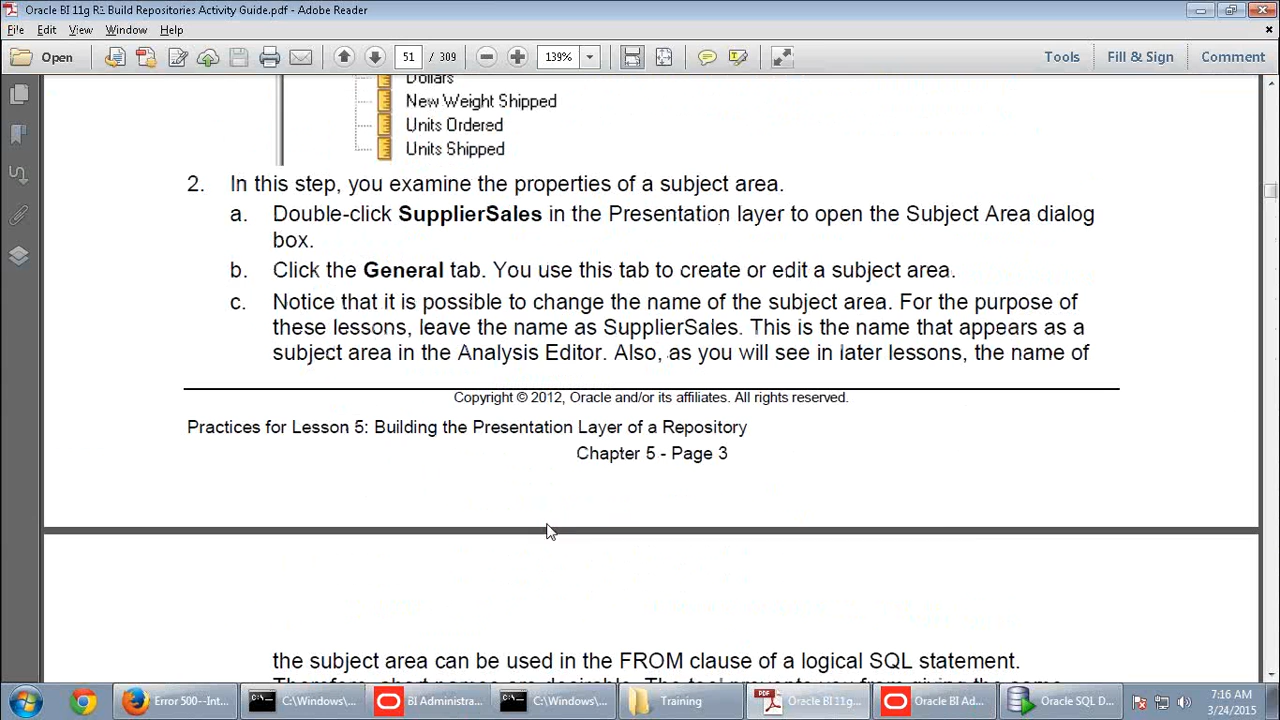 Oracle BI 11g R1 Build Repositories Activity Guide.pdf - Adobe Reader
File Edit View Window Help
Open 51 / 309 139% Tools Fill & Sign Comment
Dollars
New Weight Shipped
Units Ordered
Units Shipped
2. In this step, you examine the properties of a subject area.
a. Double-click SupplierSales in the Presentation layer to open the Subject Area dialog
box.
b. Click the General tab. You use this tab to create or edit a subject area.
c. Notice that it is possible to change the name of the subject area. For the purpose of
these lessons, leave the name as SupplierSales. This is the name that appears as a
subject area in the Analysis Editor. Also, as you will see in later lessons, the name of
Copyright © 2012, Oracle and/or its affiliates. All rights reserved.
Practices for Lesson 5: Building the Presentation Layer of a Repository
Chapter 5 - Page 3
the subject area can be used in the FROM clause of a logical SQL statement.
Error 500--Int... C:\Windows\... BI Administra... C:\Windows\... Training Oracle BI 11g... Oracle BI Ad... Oracle SQL D... 7:16 AM
3/24/2015